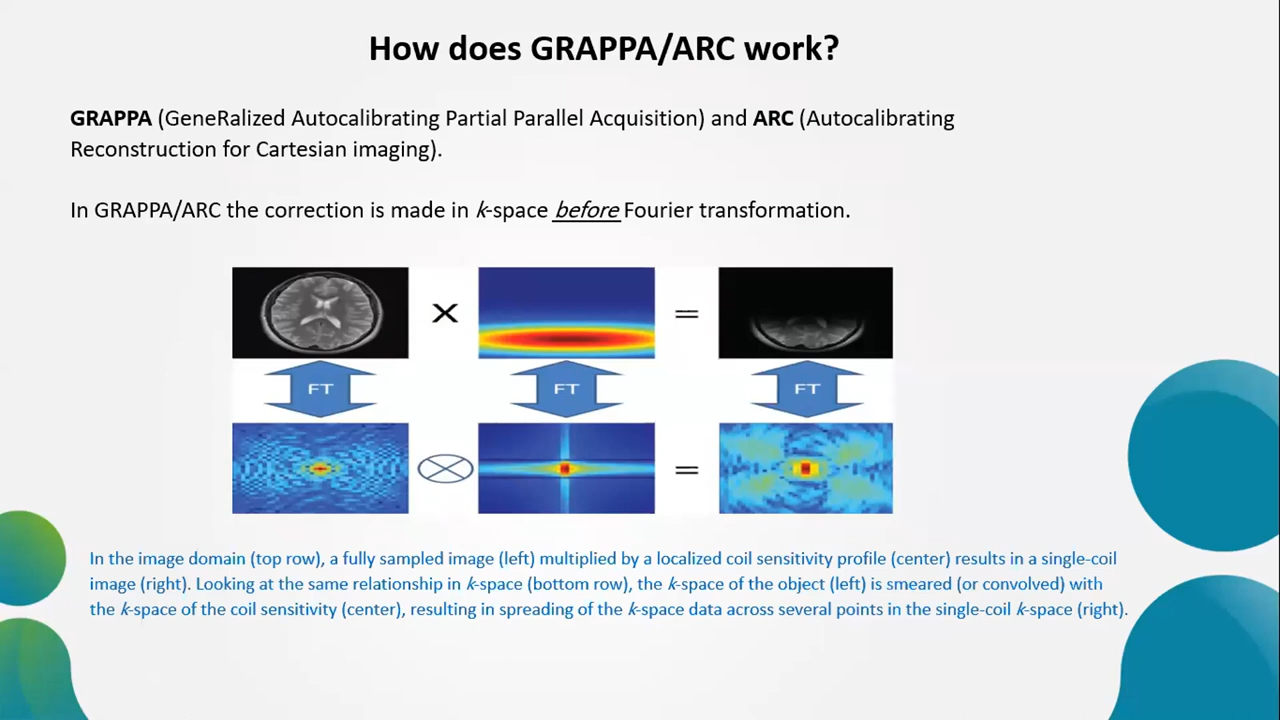 How does GRAPPA/ARC work?
GRAPPA (GeneRalized Autocalibrating Partial Parallel Acquisition) and ARC (Autocalibrating
Reconstruction for Cartesian imaging).
In GRAPPA/ARC the correction is made in k-space before Fourier transformation.
X =
FT FT FT
=
In the image domain (top row), a fully sampled image (left) multiplied by a localized coil sensitivity profile (center) results in a single-coil
image (right). Looking at the same relationship in k-space (bottom row), the k-space of the object (left) is smeared (or convolved) with
the k-space of the coil sensitivity (center), resulting in spreading of the k-space data across several points in the single-coil k-space (right).